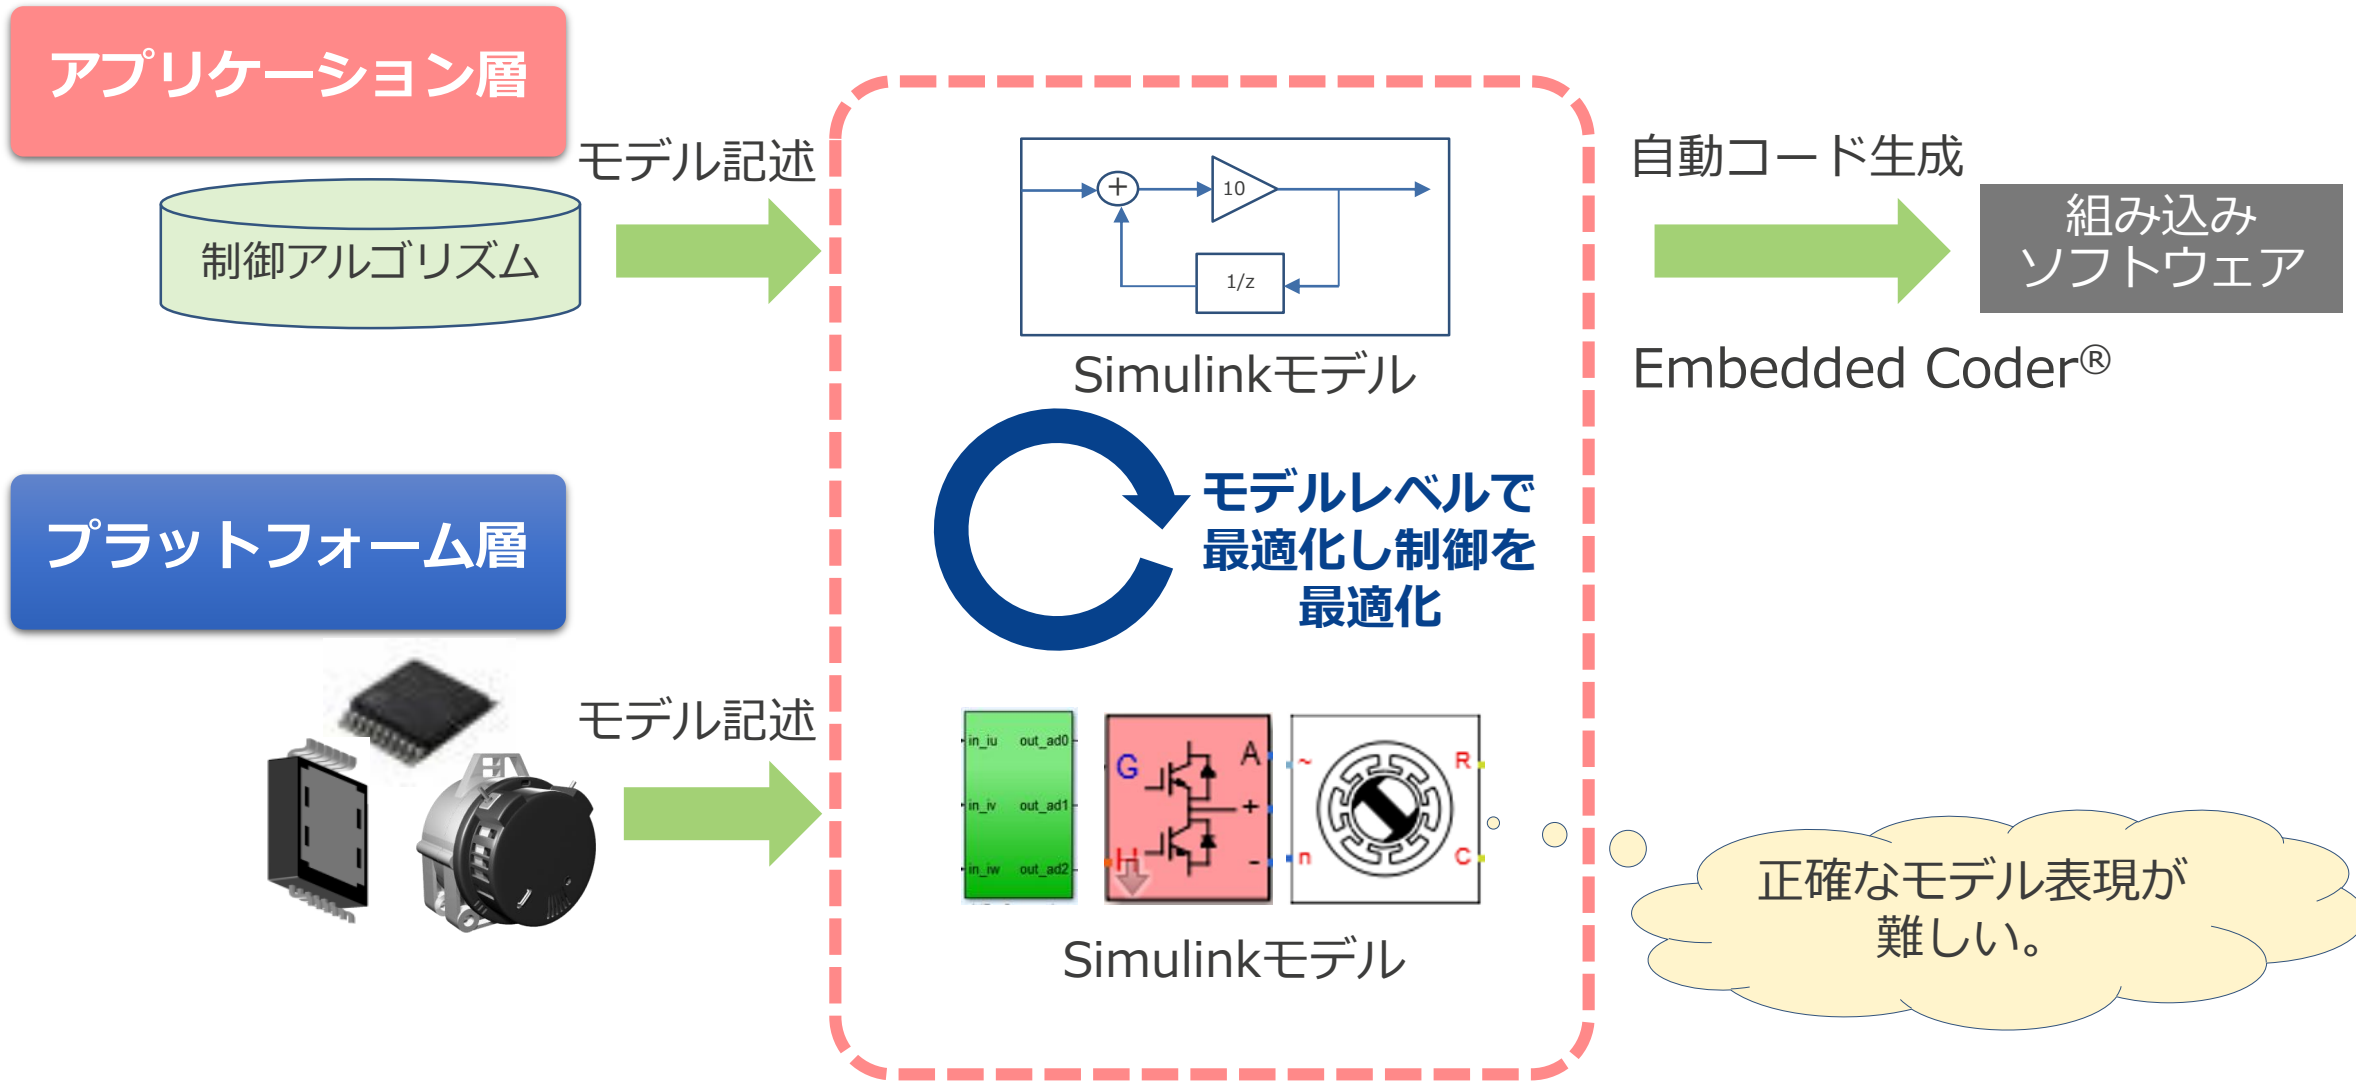 アプリケーション層
モデル記述
制御アルゴリズム
+
10
1/z
Simulinkモデル
自動コード生成
組み込み
ソフトウェア
Embedded Coder®
モデルレベルで
最適化し制御を
最適化
プラットフォーム層
モデル記述
in_iu out_ad0
in_iv out_ad1
in_iw out_ad2
G A
+
H -
~ R
n C
Simulinkモデル
正確なモデル表現が
難しい。